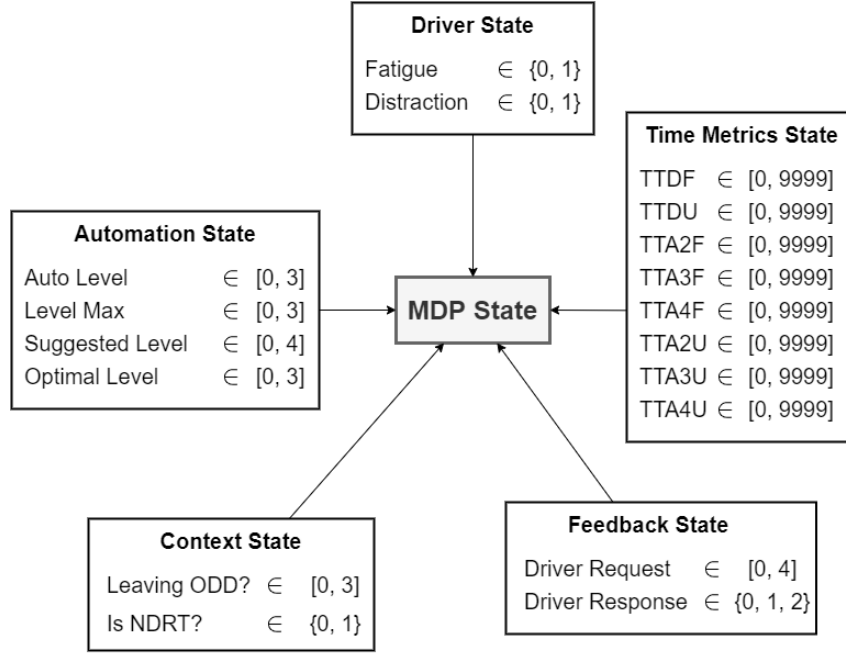 Driver State
Fatigue ∈ {0, 1}
Distraction ∈ {0, 1}
Time Metrics State
TTDF ∈ [0, 9999]
TTDU ∈ [0, 9999]
TTA2F ∈ [0, 9999]
TTA3F ∈ [0, 9999]
TTA4F ∈ [0, 9999]
TTA2U ∈ [0, 9999]
TTA3U ∈ [0, 9999]
TTA4U ∈ [0, 9999]
Automation State
Auto Level ∈ [0, 3]
Level Max ∈ [0, 3]
Suggested Level ∈ [0, 4]
Optimal Level ∈ [0, 3]
MDP State
Context State
Leaving ODD? ∈ [0, 3]
Is NDRT? ∈ {0, 1}
Feedback State
Driver Request ∈ [0, 4]
Driver Response ∈ {0, 1, 2}